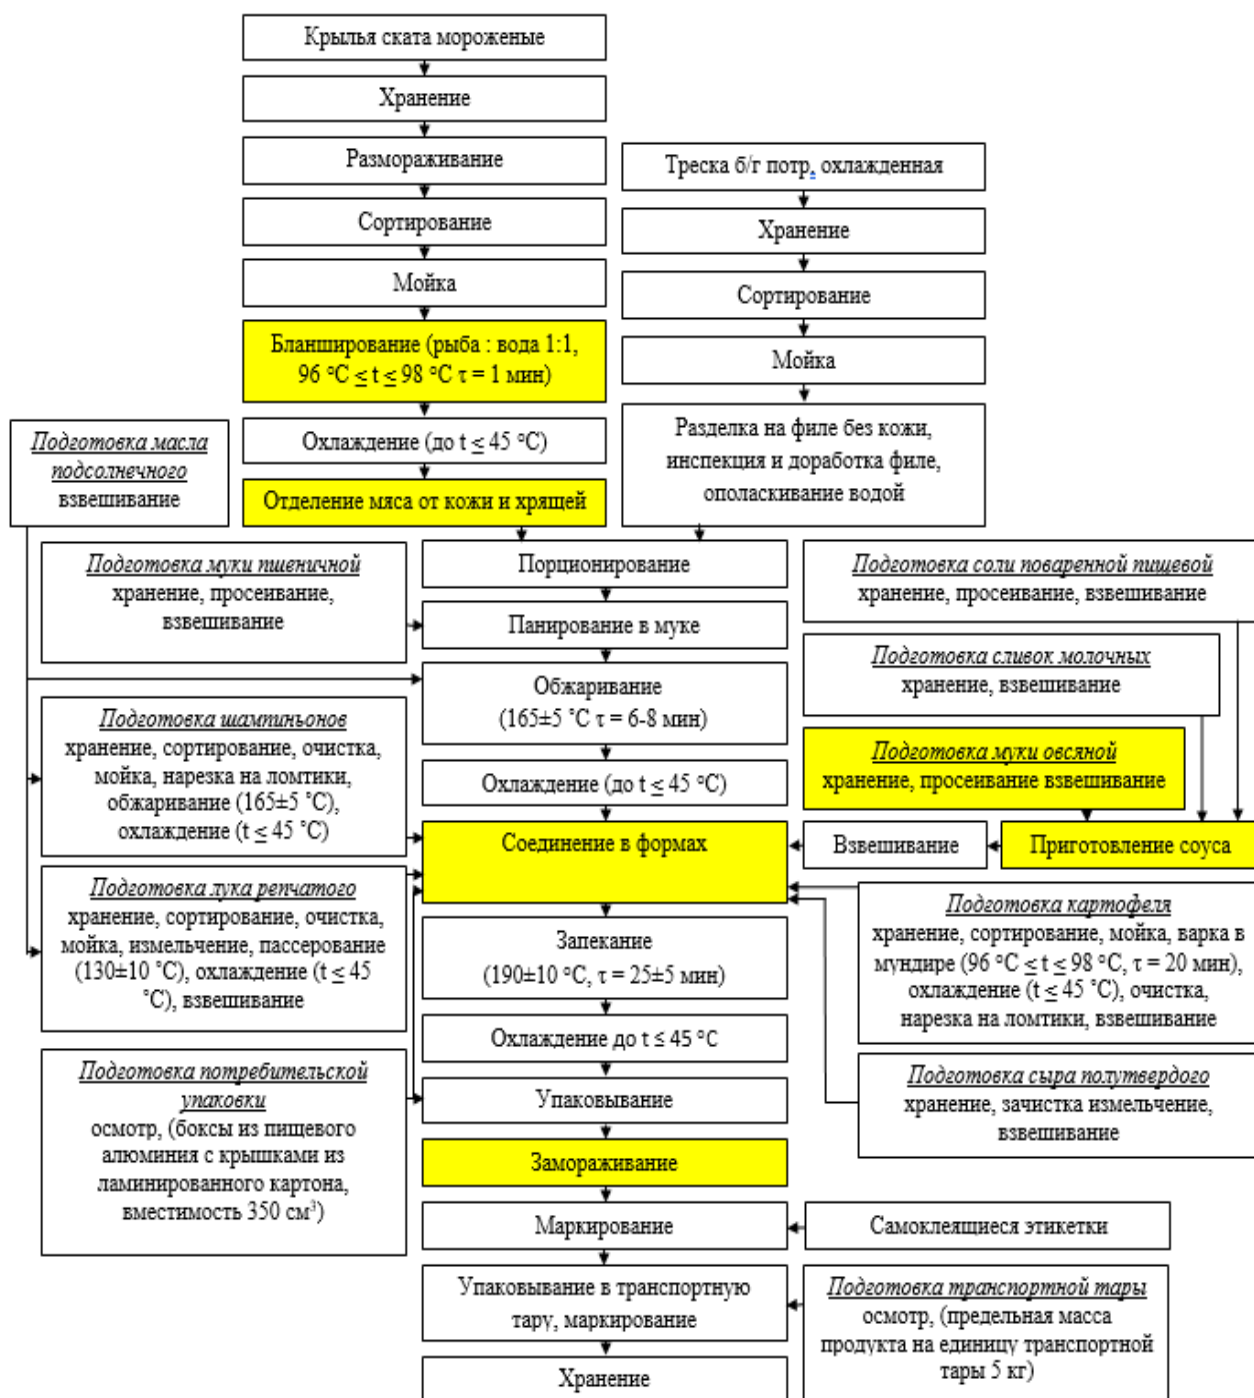 Крылья ската мороженые
Хранение
Размораживание
Сортирование
Мойка
Бланширование (рыба : вода 1:1,
96 °C ≤ t ≤ 98 °C τ = 1 мин)
Охлаждение (до t ≤ 45 °C)
Отделение мяса от кожи и хрящей
Треска б/г потр. охлажденная
Хранение
Сортирование
Мойка
Разделка на филе без кожи,
инспекция и доработка филе,
ополаскивание водой
Подготовка масла
подсолнечного
взвешивание
Подготовка муки пшеничной
хранение, просеивание,
взвешивание
Подготовка шампиньонов
хранение, сортирование, очистка,
мойка, нарезка на ломтики,
обжаривание (165±5 ˚C),
охлаждение (t ≤ 45 ˚C)
Подготовка лука репчатого
хранение, сортирование, очистка,
мойка, измельчение, пассерование
(130±10 ˚C), охлаждение (t ≤ 45
˚C), взвешивание
Подготовка потребительской
упаковки
осмотр, (боксы из пищевого
алюминия с крышками из
ламинированного картона,
вместимость 350 см³)
Порционирование
Панирование в муке
Обжаривание
(165±5 ˚C τ = 6-8 мин)
Охлаждение (до t ≤ 45 °C)
Соединение в формах
Запекание
(190±10 °C, τ = 25±5 мин)
Охлаждение до t ≤ 45 °C
Упаковывание
Замораживание
Маркирование
Упаковывание в транспортную
тару, маркирование
Хранение
Подготовка соли поваренной пищевой
хранение, просеивание, взвешивание
Подготовка сливок молочных
хранение, взвешивание
Подготовка муки овсяной
хранение, просеивание взвешивание
Взвешивание
Приготовление соуса
Подготовка картофеля
хранение, сортирование, мойка, варка в
мундире (96 °C ≤ t ≤ 98 °C, τ = 20 мин),
охлаждение (t ≤ 45 °C), очистка,
нарезка на ломтики, взвешивание
Подготовка сыра полутвердого
хранение, зачистка измельчение,
взвешивание
Самоклеящиеся этикетки
Подготовка транспортной тары
осмотр, (предельная масса
продукта на единицу транспортной
тары 5 кг)